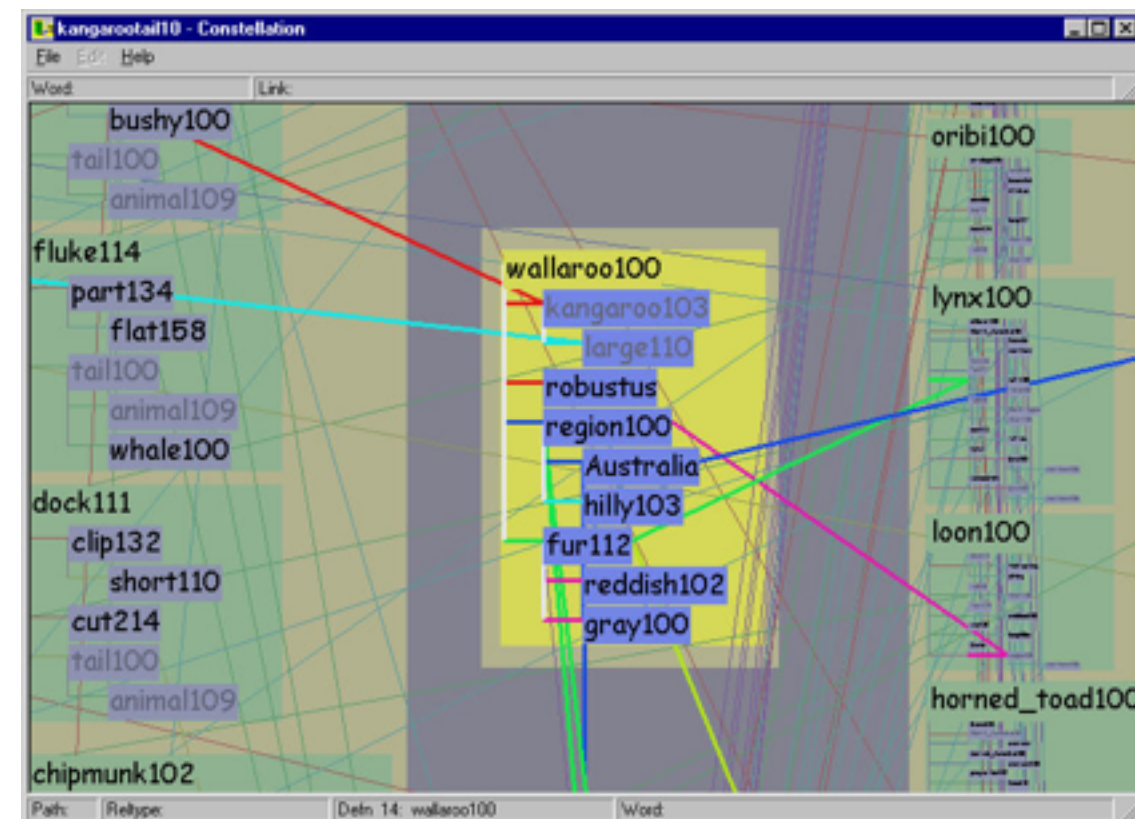 kangarootail10 - Constellation
File Edit Help
Word: Link:
bushy100
tail100
animal109
fluke114
part134
flat158
tail100
animal109
whale100
dock111
clip132
short110
cut214
tail100
animal109
chipmunk102
wallaroo100
kangaroo103
large110
robustus
region100
Australia
hilly103
fur112
reddish102
gray100
oribi100
lynx100
loon100
horned_toad100
Path: Reltype: Defn 14: wallaroo100 Word: